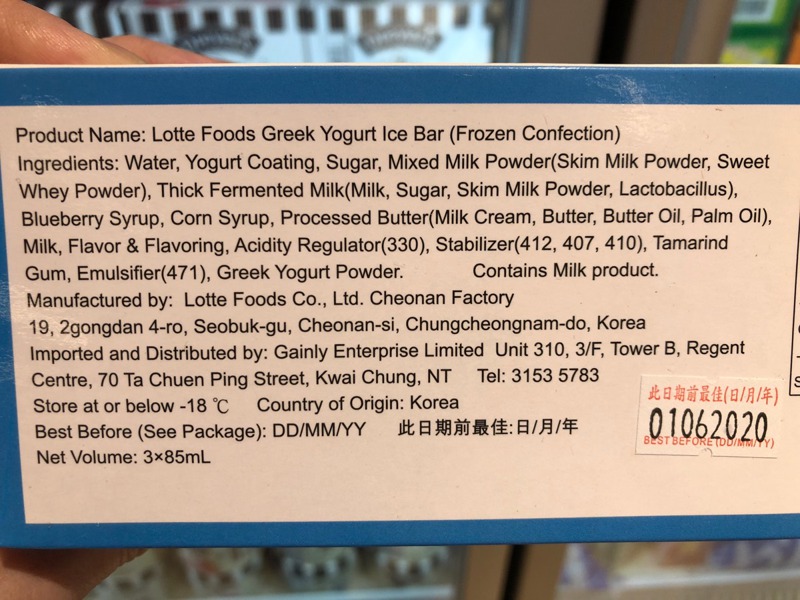 Product Name: Lotte Foods Greek Yogurt Ice Bar (Frozen Confection)
Ingredients: Water, Yogurt Coating, Sugar, Mixed Milk Powder(Skim Milk Powder, Sweet
Whey Powder), Thick Fermented Milk(Milk, Sugar, Skim Milk Powder, Lactobacillus),
Blueberry Syrup, Corn Syrup, Processed Butter(Milk Cream, Butter, Butter Oil, Palm Oil),
Milk, Flavor & Flavoring, Acidity Regulator(330), Stabilizer(412, 407, 410), Tamarind
Gum, Emulsifier(471), Greek Yogurt Powder. Contains Milk product.
Manufactured by: Lotte Foods Co., Ltd. Cheonan Factory
19, 2gongdan 4-ro, Seobuk-gu, Cheonan-si, Chungcheongnam-do, Korea
Imported and Distributed by: Gainly Enterprise Limited Unit 310, 3/F, Tower B, Regent
Centre, 70 Ta Chuen Ping Street, Kwai Chung, NT Tel: 3153 5783
Store at or below -18 ℃ Country of Origin: Korea
Best Before (See Package): DD/MM/YY 此日期前最佳:日/月/年
Net Volume: 3×85mL
此日期前最佳(日/月/年)
01062020
BEST BEFORE (DD/MM/YY)